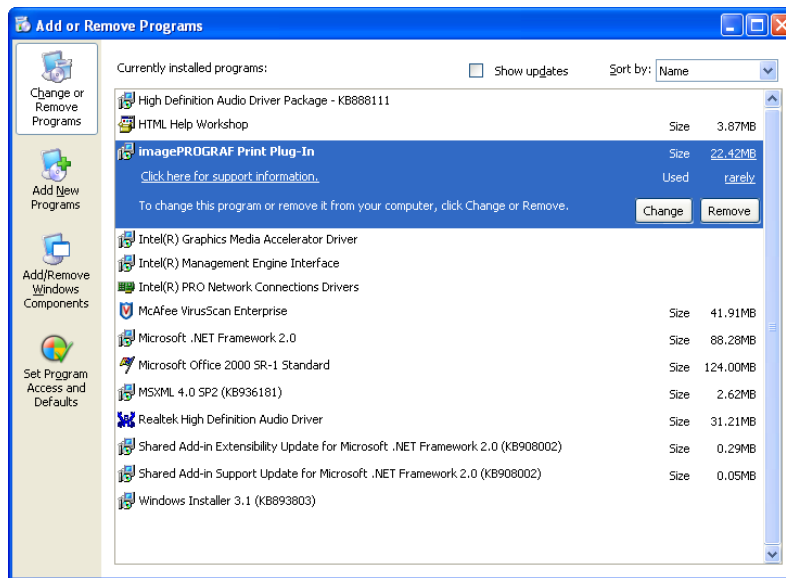 Add or Remove Programs
Change or
Remove
Programs
Add New
Programs
Add/Remove
Windows
Components
Set Program
Access and
Defaults
Currently installed programs:
Show updates
Sort by: Name
High Definition Audio Driver Package - KB888111
HTML Help Workshop Size 3.87MB
imagePROGRAF Print Plug-In Size 22.42MB
Click here for support information. Used rarely
To change this program or remove it from your computer, click Change or Remove. Change Remove
Intel(R) Graphics Media Accelerator Driver
Intel(R) Management Engine Interface
Intel(R) PRO Network Connections Drivers
McAfee VirusScan Enterprise Size 41.91MB
Microsoft .NET Framework 2.0 Size 88.28MB
Microsoft Office 2000 SR-1 Standard Size 124.00MB
MSXML 4.0 SP2 (KB936181) Size 2.62MB
Realtek High Definition Audio Driver Size 31.21MB
Shared Add-in Extensibility Update for Microsoft .NET Framework 2.0 (KB908002) Size 0.29MB
Shared Add-in Support Update for Microsoft .NET Framework 2.0 (KB908002) Size 0.05MB
Windows Installer 3.1 (KB893803)